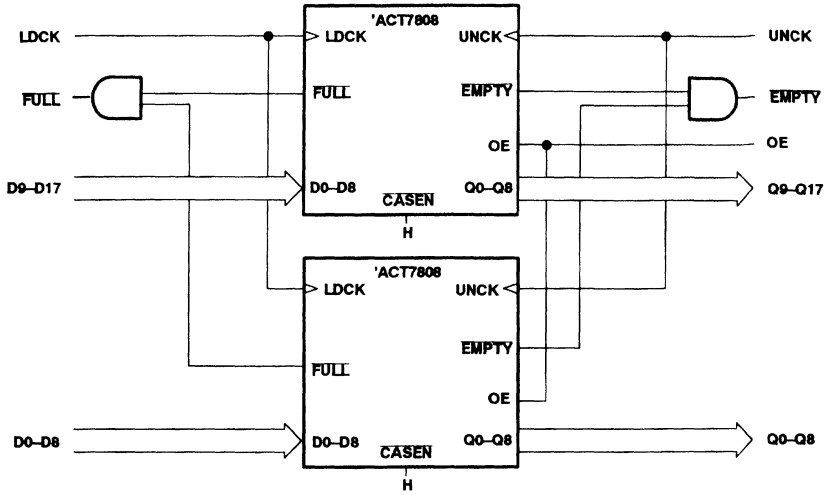 'ACT7808
LDCK
LDCK
UNCK
UNCK
FULL
FULL
EMPTY
EMPTY
OE
OE
D9–D17
D0–D8
Q0–Q8
Q9–Q17
CASEN
H
'ACT7808
LDCK
UNCK
EMPTY
FULL
OE
D0–D8
D0–D8
Q0–Q8
Q0–Q8
CASEN
H